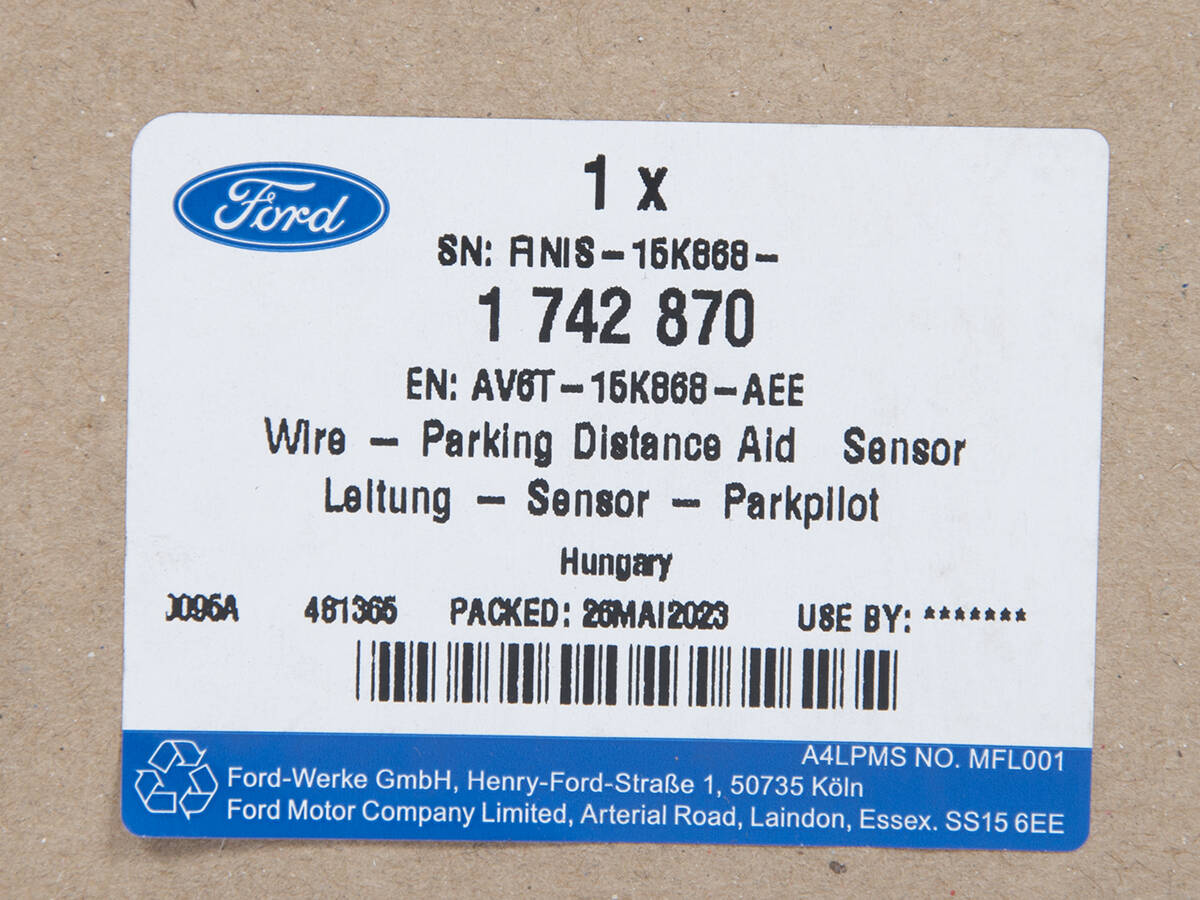 Ford
1 x
SN: ANIS-15K868-
1 742 870
EN: AV6T-15K868-AEE
Wire - Parking Distance Aid Sensor
Leitung - Sensor - Parkpilot
Hungary
481365 PACKED: 26MAI2023 USE BY: *******
A4LPMS NO. MFL001
Ford-Werke GmbH, Henry-Ford-Straße 1, 50735 Köln
Ford Motor Company Limited, Arterial Road, Laindon, Essex. SS15 6EE